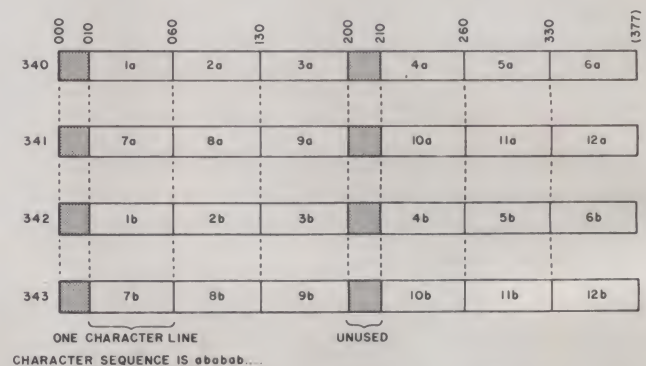 000 010 060 130 200 210 260 330 (377)
340 1a 2a 3a 4a 5a 6a
341 7a 8a 9a 10a 11a 12a
342 1b 2b 3b 4b 5b 6b
343 7b 8b 9b 10b 11b 12b
ONE CHARACTER LINE UNUSED
CHARACTER SEQUENCE IS ababab....